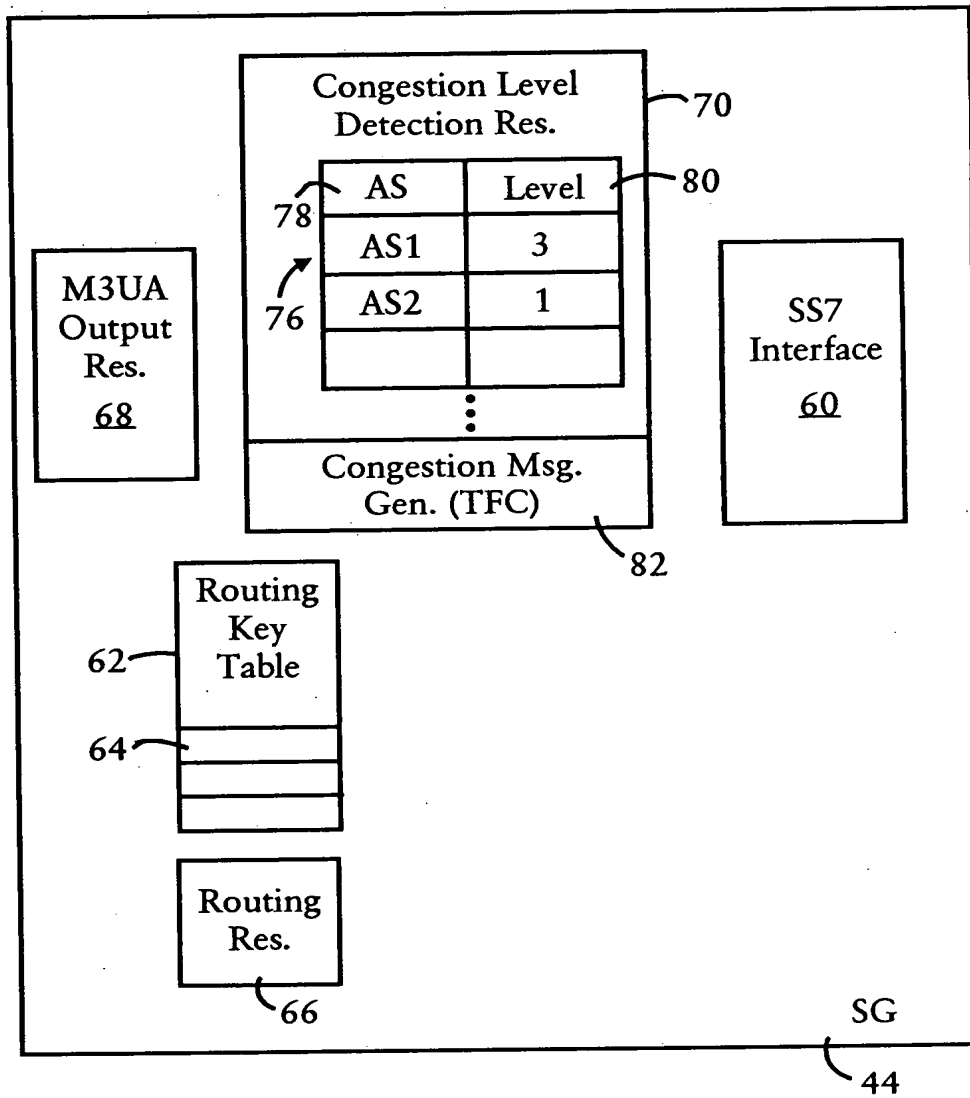 Congestion Level
Detection Res.
70
AS Level
80
78
AS1 3
76
AS2 1
M3UA
Output
Res.
68
SS7
Interface
60
Congestion Msg.
Gen. (TFC)
82
Routing
Key
Table
62
64
Routing
Res.
66
SG
44